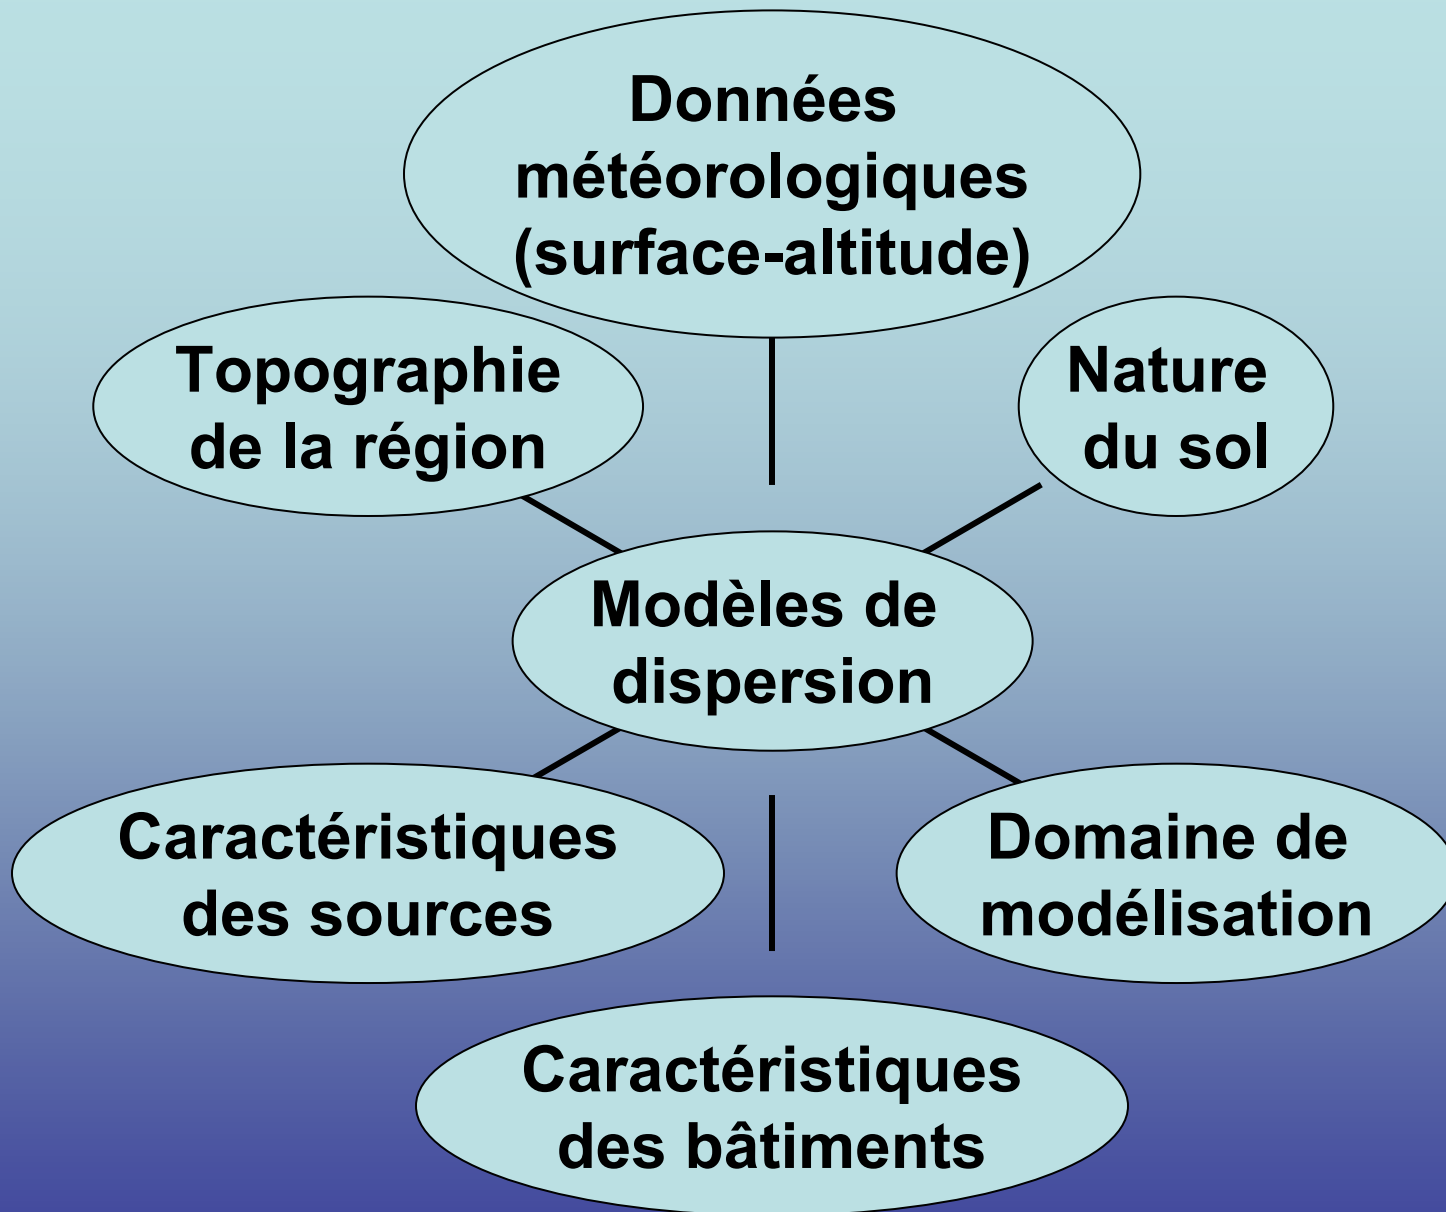 Données
météorologiques
(surface-altitude)
Topographie
de la région
Nature
du sol
Modèles de
dispersion
Caractéristiques
des sources
Domaine de
modélisation
Caractéristiques
des bâtiments